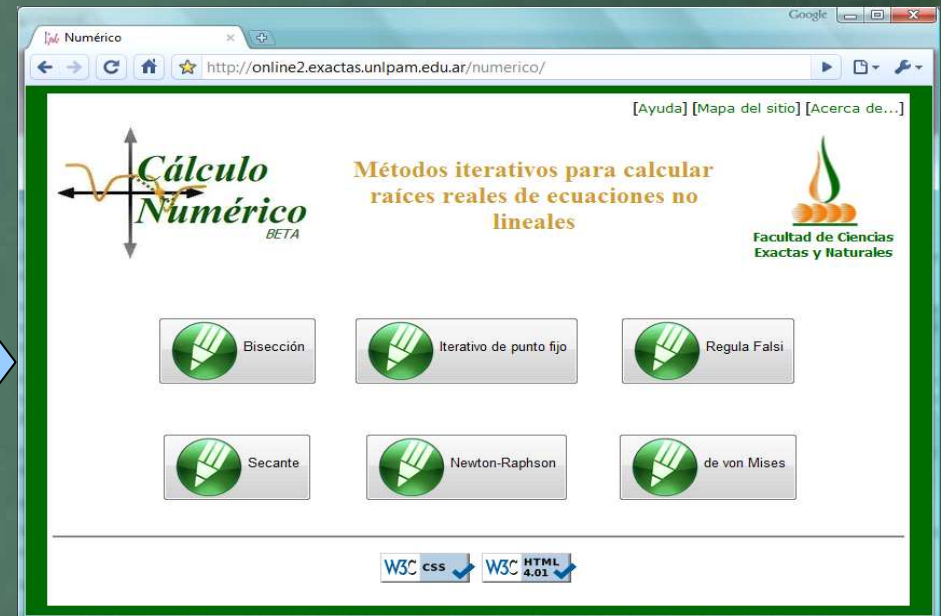 Google
Numérico
http://online2.exactas.unlpam.edu.ar/numerico/
[Ayuda] [Mapa del sitio] [Acerca de...]
Cálculo
Numérico
BETA
Métodos iterativos para calcular
raíces reales de ecuaciones no
lineales
Facultad de Ciencias
Exactas y Naturales
Bisección
Iterativo de punto fijo
Regula Falsi
Secante
Newton-Raphson
de von Mises
W3C css
W3C HTML 4.01